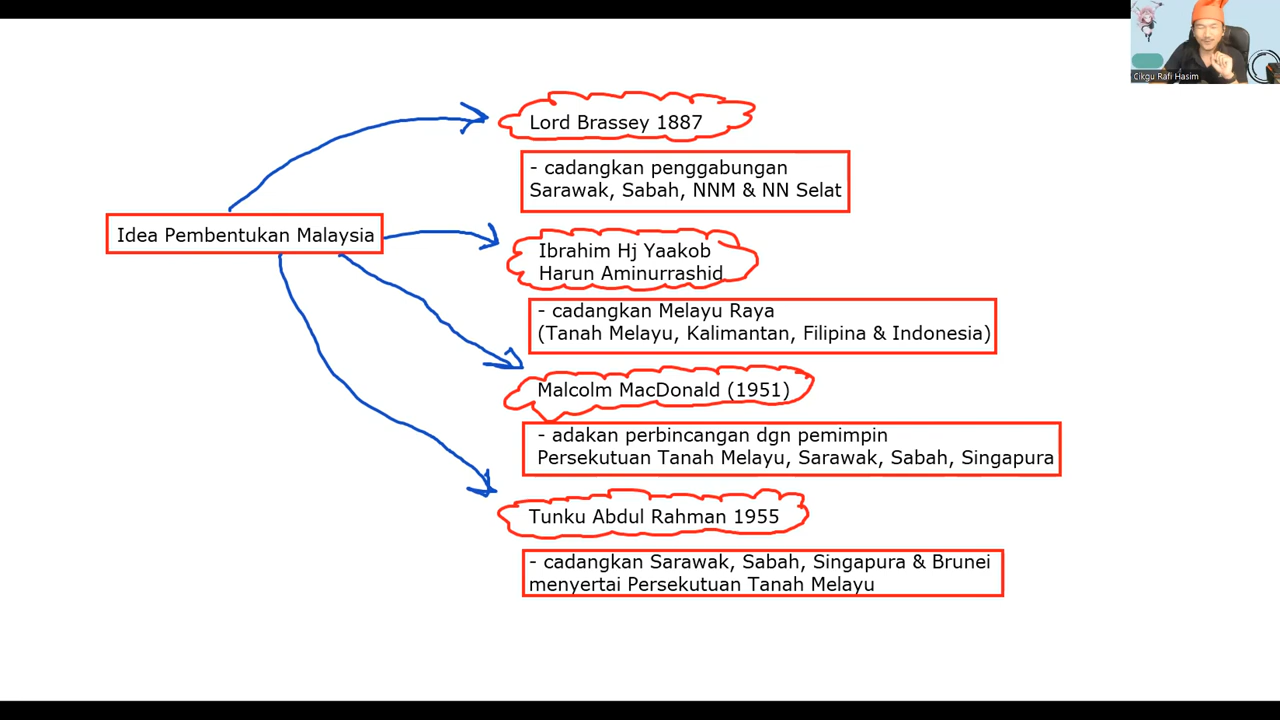 Cikgu Rafi Hasim
Lord Brassey 1887
- cadangkan penggabungan
Sarawak, Sabah, NNM & NN Selat
Idea Pembentukan Malaysia
Ibrahim Hj Yaakob
Harun Aminurrashid
- cadangkan Melayu Raya
(Tanah Melayu, Kalimantan, Filipina & Indonesia)
Malcolm MacDonald (1951)
- adakan perbincangan dgn pemimpin
Persekutuan Tanah Melayu, Sarawak, Sabah, Singapura
Tunku Abdul Rahman 1955
- cadangkan Sarawak, Sabah, Singapura & Brunei
menyertai Persekutuan Tanah Melayu